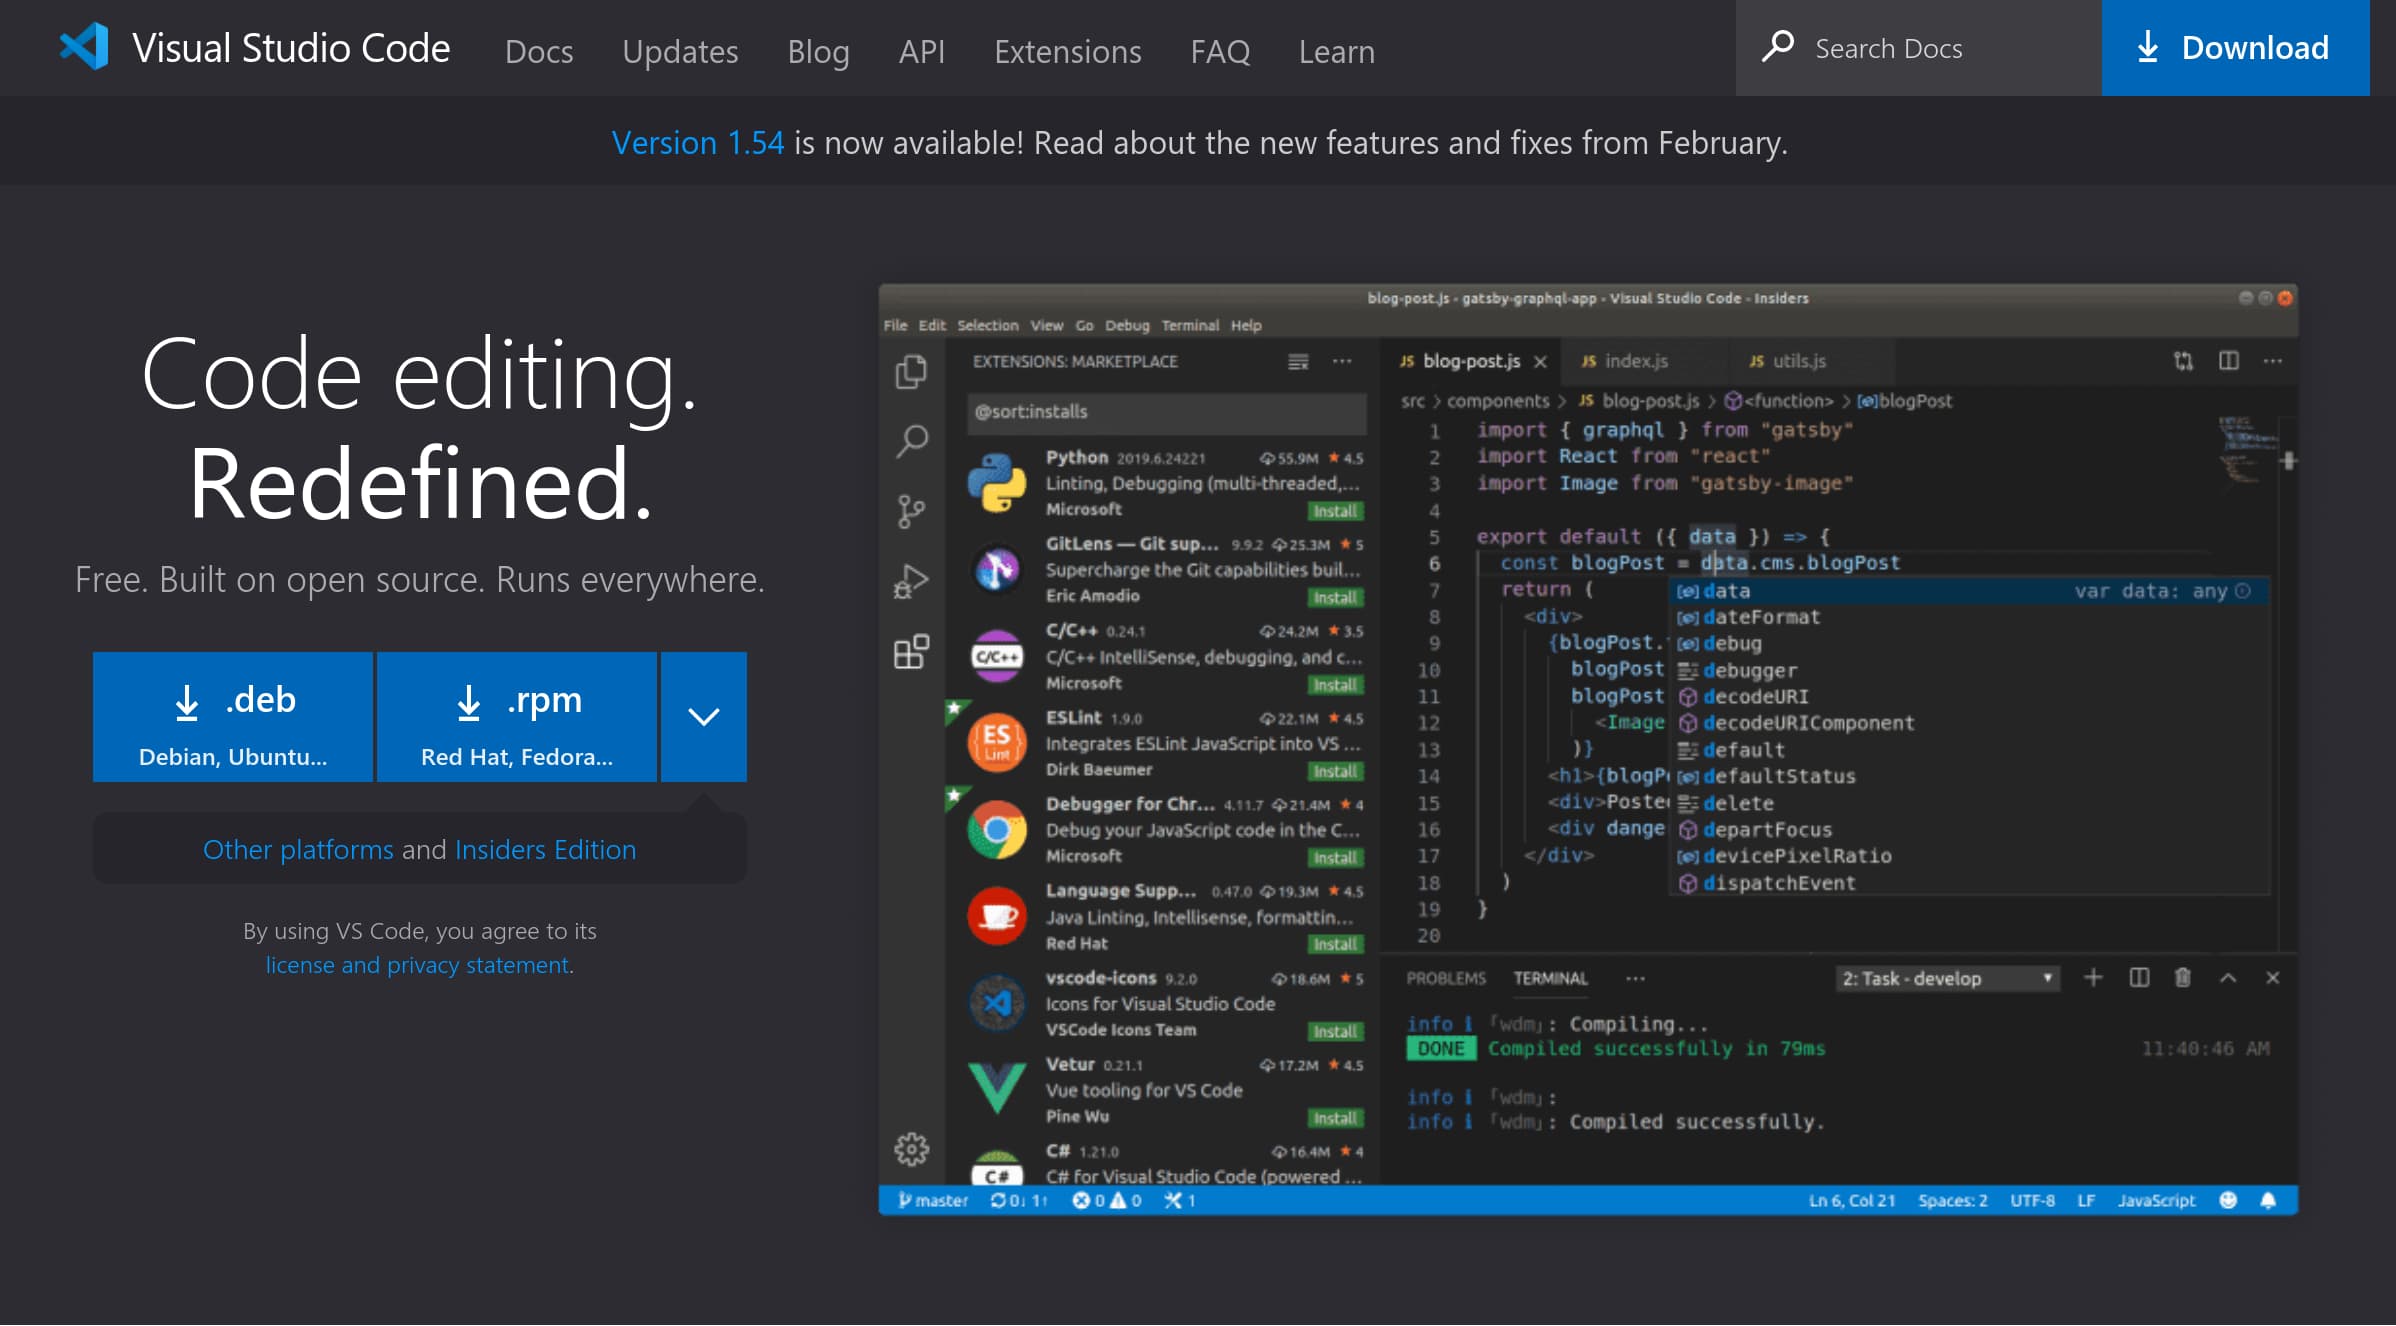 Visual Studio Code
Docs Updates Blog API Extensions FAQ Learn
Search Docs
Download
Version 1.54 is now available! Read about the new features and fixes from February.
Code editing.
Redefined.
Free. Built on open source. Runs everywhere.
.deb
Debian, Ubuntu...
.rpm
Red Hat, Fedora...
Other platforms and Insiders Edition
By using VS Code, you agree to its
license and privacy statement.
blog-post.js - gatsby-graphql-app - Visual Studio Code - Insiders
File Edit Selection View Go Debug Terminal Help
EXTENSIONS: MARKETPLACE
@sort:installs
Python 2019.6.24221 55.9M 4.5
Linting, Debugging (multi-threaded,...
Microsoft Install
GitLens — Git sup... 9.9.2 25.3M 5
Supercharge the Git capabilities buil...
Eric Amodio Install
C/C++
C/C++ 0.24.1 24.2M 3.5
C/C++ IntelliSense, debugging, and c...
Microsoft Install
ES
Lint
ESLint 1.9.0 22.1M 4.5
Integrates ESLint JavaScript into VS ...
Dirk Baeumer Install
Debugger for Chr... 4.11.7 21.4M 4
Debug your JavaScript code in the C...
Microsoft Install
Language Supp... 0.47.0 19.3M 4.5
Java Linting, Intellisense, formattin...
Red Hat Install
vscode-icons 9.2.0 18.6M 5
Icons for Visual Studio Code
VSCode Icons Team Install
Vetur 0.21.1 17.2M 4.5
Vue tooling for VS Code
Pine Wu Install
C#
C# 1.21.0 16.4M 4
C# for Visual Studio Code (powered ...
JS blog-post.js JS index.js JS utils.js
src > components > JS blog-post.js > <function> > blogPost
1 import { graphql } from "gatsby"
2 import React from "react"
3 import Image from "gatsby-image"
4
5 export default ({ data }) => {
6 const blogPost = data.cms.blogPost
7 return (
8 <div>
9 {blogPost.
10 blogPost
11 blogPost
12 <Image
13 )}
14 <h1>{blogP
15 <div>Poste
16 <div dange
17 </div>
18 )
19 }
20
data var data: any
dateFormat
debug
debugger
decodeURI
decodeURIComponent
default
defaultStatus
delete
departFocus
devicePixelRatio
dispatchEvent
PROBLEMS TERMINAL ... 2: Task - develop
info i ｢wdm｣: Compiling...
DONE Compiled successfully in 79ms 11:40:46 AM
info i ｢wdm｣:
info i ｢wdm｣: Compiled successfully.
master 0↓ 1↑ 0 0 1 Ln 6, Col 21 Spaces: 2 UTF-8 LF JavaScript